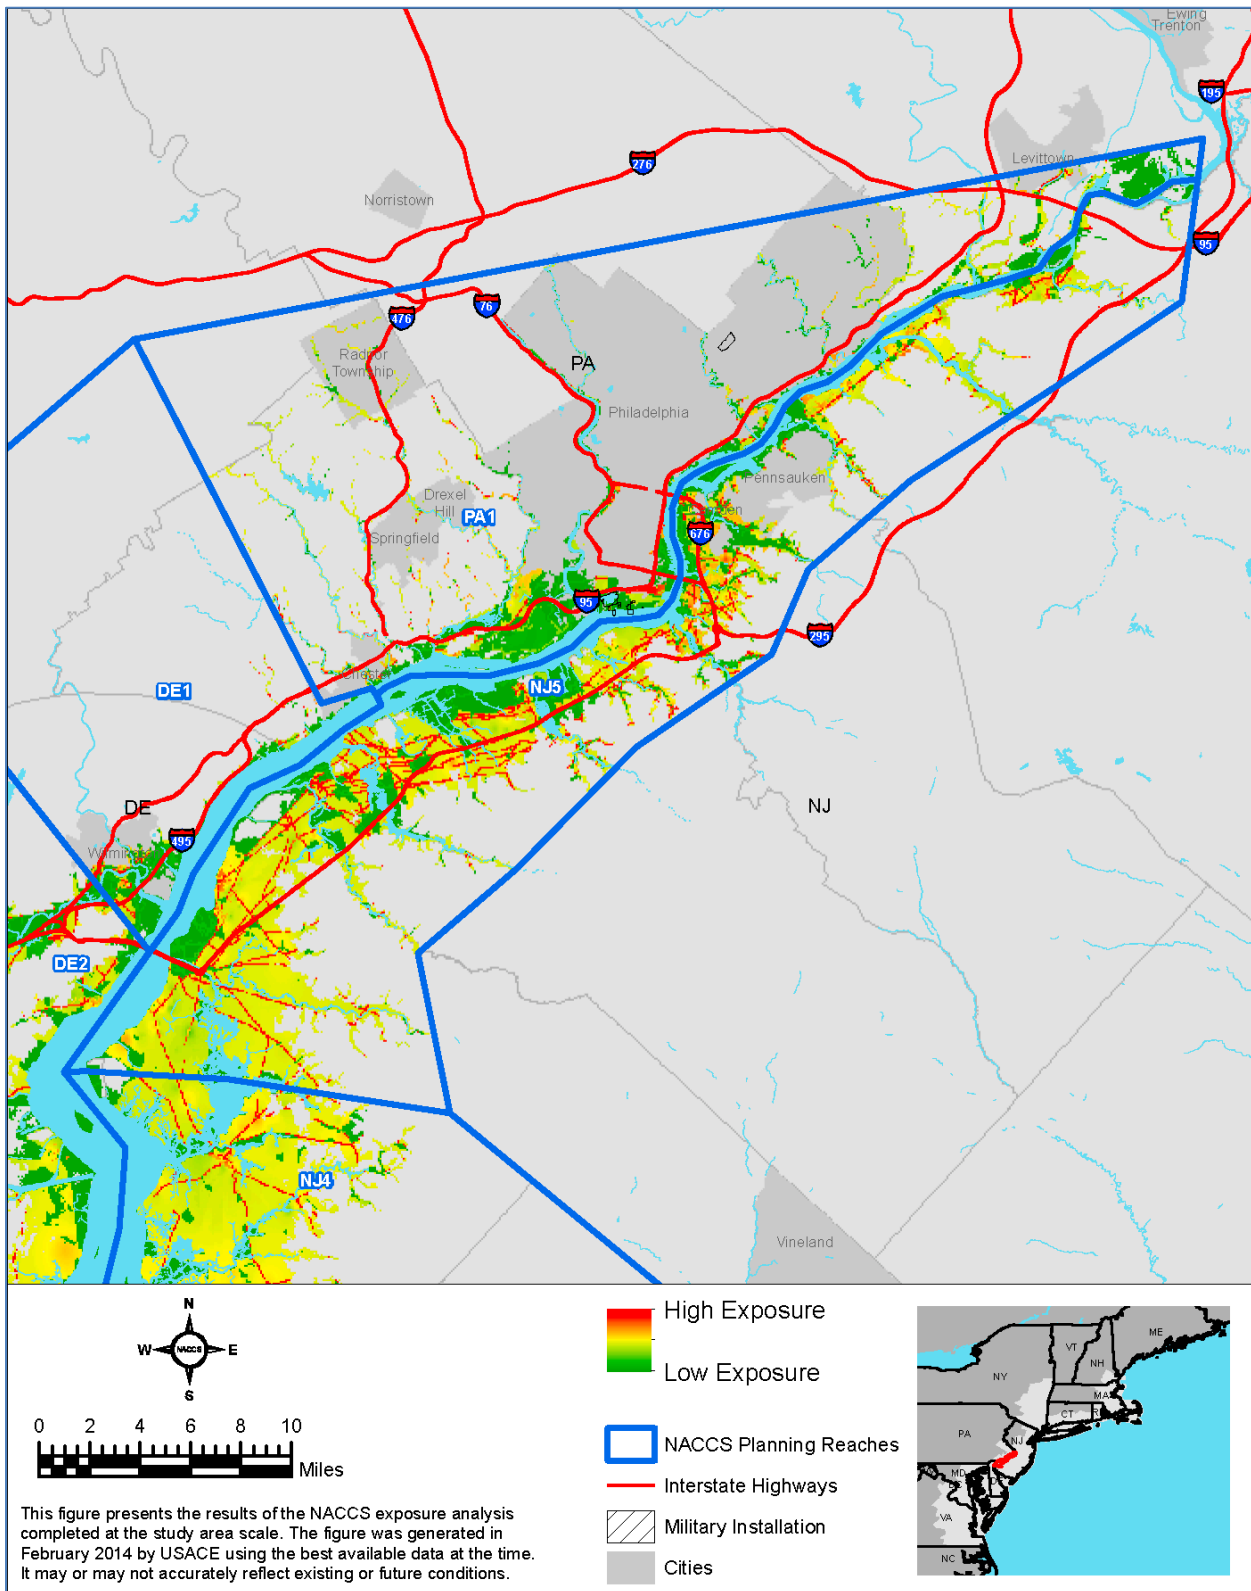 Ewing
Trenton
195
Levittown
276
Norristown
95
76
476
Radnor
Township
PA
Philadelphia
Pennsauken
Drexel
Hill
PA1
Springfield
676
95
295
Chester
NJ5
DE1
DE
NJ
495
DE2
NJ4
Vineland
N
W NACCS E
S
0 2 4 6 8 10
Miles
This figure presents the results of the NACCS exposure analysis
completed at the study area scale. The figure was generated in
February 2014 by USACE using the best available data at the time.
It may or may not accurately reflect existing or future conditions.
High Exposure
Low Exposure
NACCS Planning Reaches
Interstate Highways
Military Installation
Cities
ME
VT
NH
NY
MA
CT
PA
NJ
MD
VA
NC